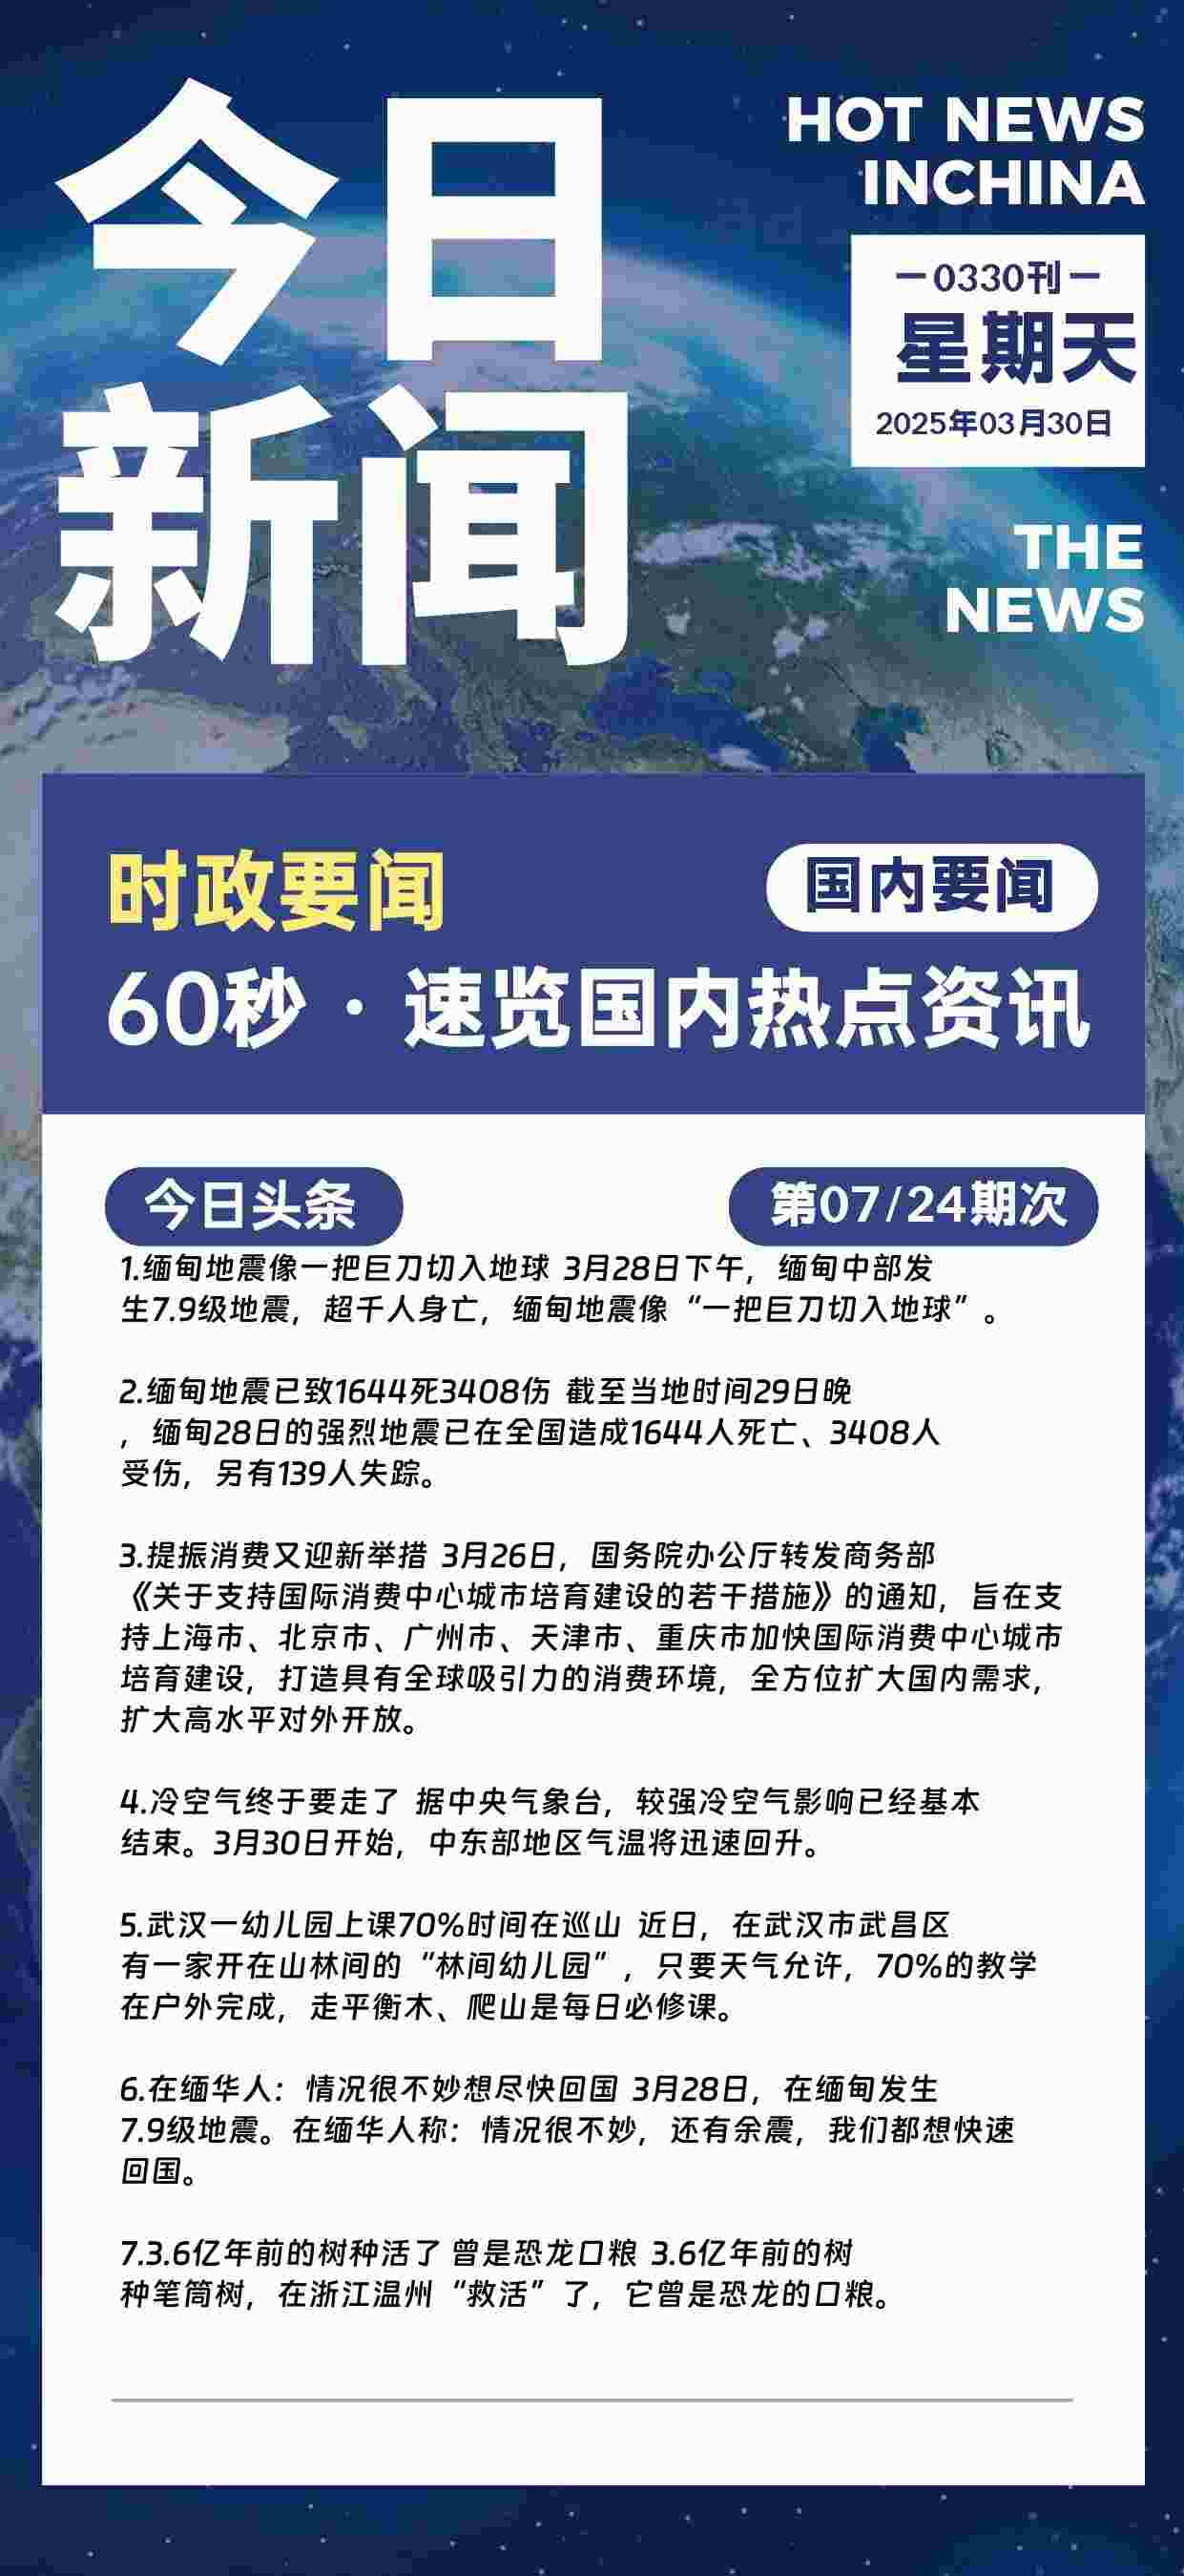 今日
新闻
HOT NEWS
INCHINA
—0330刊—
星期天
2025年03月30日
THE
NEWS
时政要闻
国内要闻
60秒·速览国内热点资讯
今日头条
第07/24期次
1.缅甸地震像一把巨刀切入地球 3月28日下午，缅甸中部发
生7.9级地震，超千人身亡，缅甸地震像“一把巨刀切入地球”。
2.缅甸地震已致1644死3408伤 截至当地时间29日晚
，缅甸28日的强烈地震已在全国造成1644人死亡、3408人
受伤，另有139人失踪。
3.提振消费又迎新举措 3月26日，国务院办公厅转发商务部
《关于支持国际消费中心城市培育建设的若干措施》的通知，旨在支
持上海市、北京市、广州市、天津市、重庆市加快国际消费中心城市
培育建设，打造具有全球吸引力的消费环境，全方位扩大国内需求，
扩大高水平对外开放。
4.冷空气终于要走了 据中央气象台，较强冷空气影响已经基本
结束。3月30日开始，中东部地区气温将迅速回升。
5.武汉一幼儿园上课70%时间在巡山 近日，在武汉市武昌区
有一家开在山林间的“林间幼儿园”，只要天气允许，70%的教学
在户外完成，走平衡木、爬山是每日必修课。
6.在缅华人：情况很不妙想尽快回国 3月28日，在缅甸发生
7.9级地震。在缅华人称：情况很不妙，还有余震，我们都想快速
回国。
7.3.6亿年前的树种活了 曾是恐龙口粮 3.6亿年前的树
种笔筒树，在浙江温州“救活”了，它曾是恐龙的口粮。